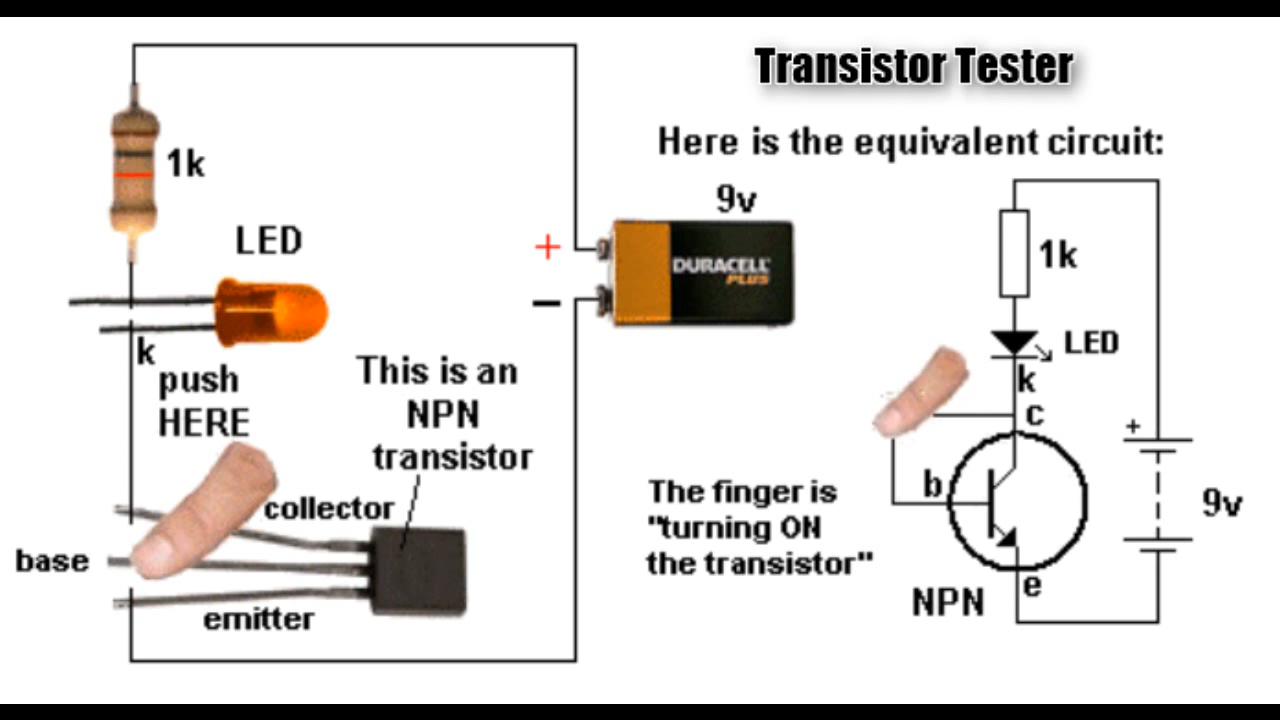 Transistor Tester
Here is the equivalent circuit:
1k
LED
k
push
HERE
This is an
NPN
transistor
collector
base
emitter
+
−
9v
DURACELL
PLUS
1k
LED
k
c
b
e
NPN
+
9v
The finger is
"turning ON
the transistor"